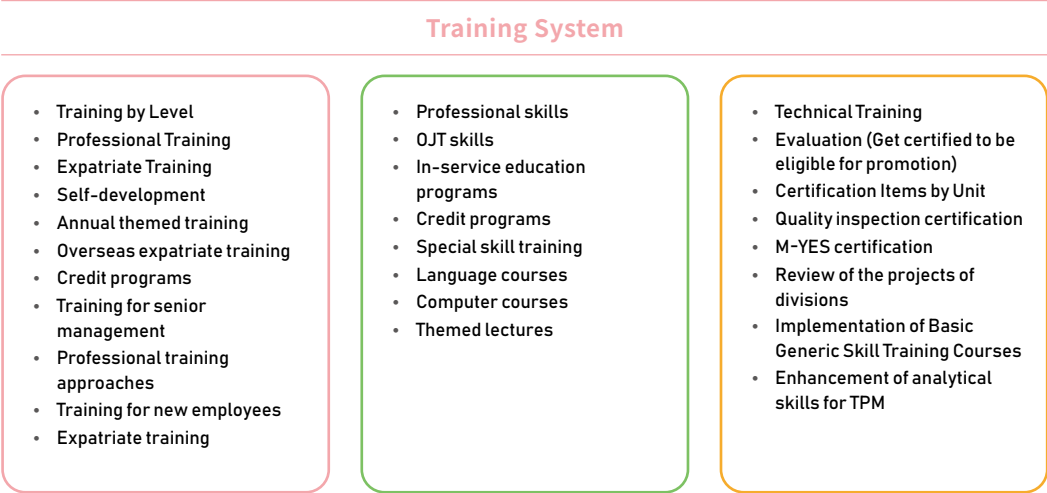 Training System
• Training by Level
• Professional Training
• Expatriate Training
• Self-development
• Annual themed training
• Overseas expatriate training
• Credit programs
• Training for senior
management
• Professional training
approaches
• Training for new employees
• Expatriate training
• Professional skills
• OJT skills
• In-service education
programs
• Credit programs
• Special skill training
• Language courses
• Computer courses
• Themed lectures
• Technical Training
• Evaluation (Get certified to be
eligible for promotion)
• Certification Items by Unit
• Quality inspection certification
• M-YES certification
• Review of the projects of
divisions
• Implementation of Basic
Generic Skill Training Courses
• Enhancement of analytical
skills for TPM